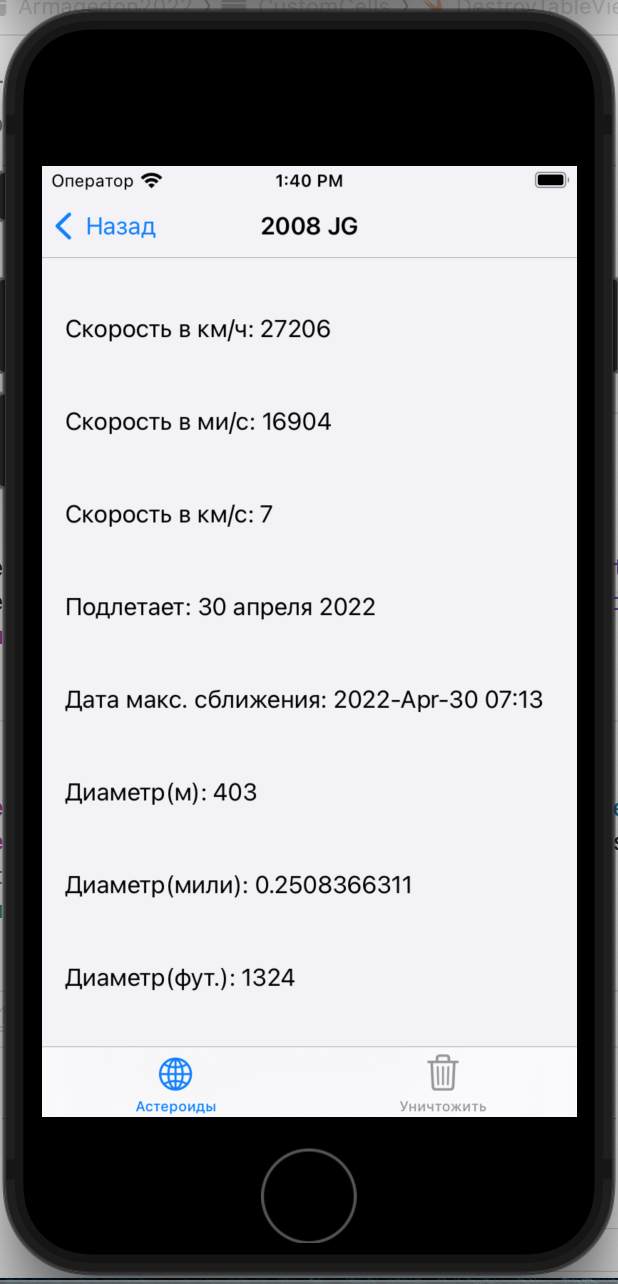 Armagedon2022
CustomCells
DestroyTableVie
Оператор
1:40 PM
Назад
2008 JG
Скорость в км/ч: 27206
Скорость в ми/с: 16904
Скорость в км/с: 7
Подлетает: 30 апреля 2022
Дата макс. сближения: 2022-Apr-30 07:13
Диаметр(м): 403
Диаметр(мили): 0.2508366311
Диаметр(фут.): 1324
Астероиды
Уничтожить